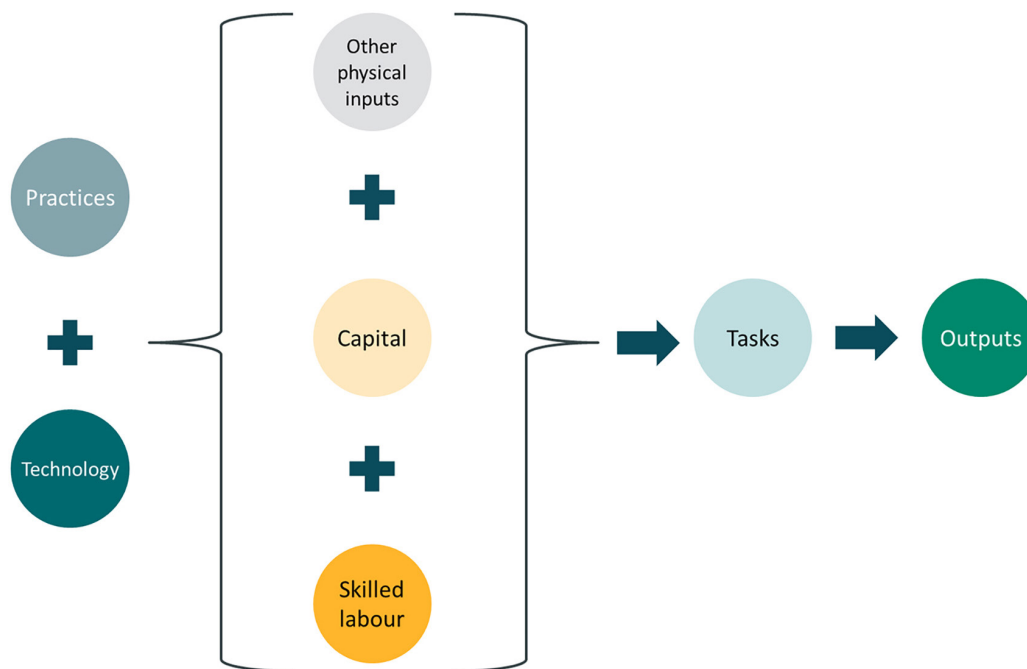 Practices
Technology
Other
physical
inputs
Capital
Skilled
labour
Tasks
Outputs